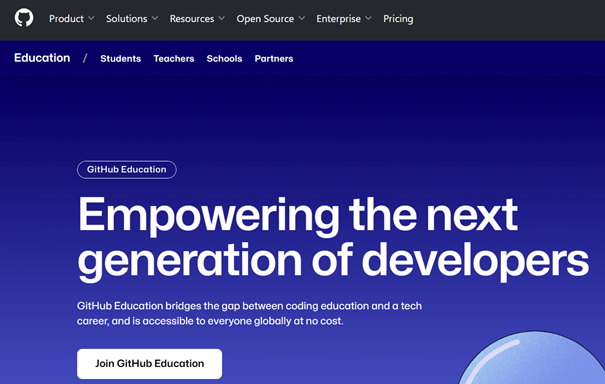 Product Solutions Resources Open Source Enterprise Pricing
Education / Students Teachers Schools Partners
GitHub Education
Empowering the next
generation of developers
GitHub Education bridges the gap between coding education and a tech
career, and is accessible to everyone globally at no cost.
Join GitHub Education